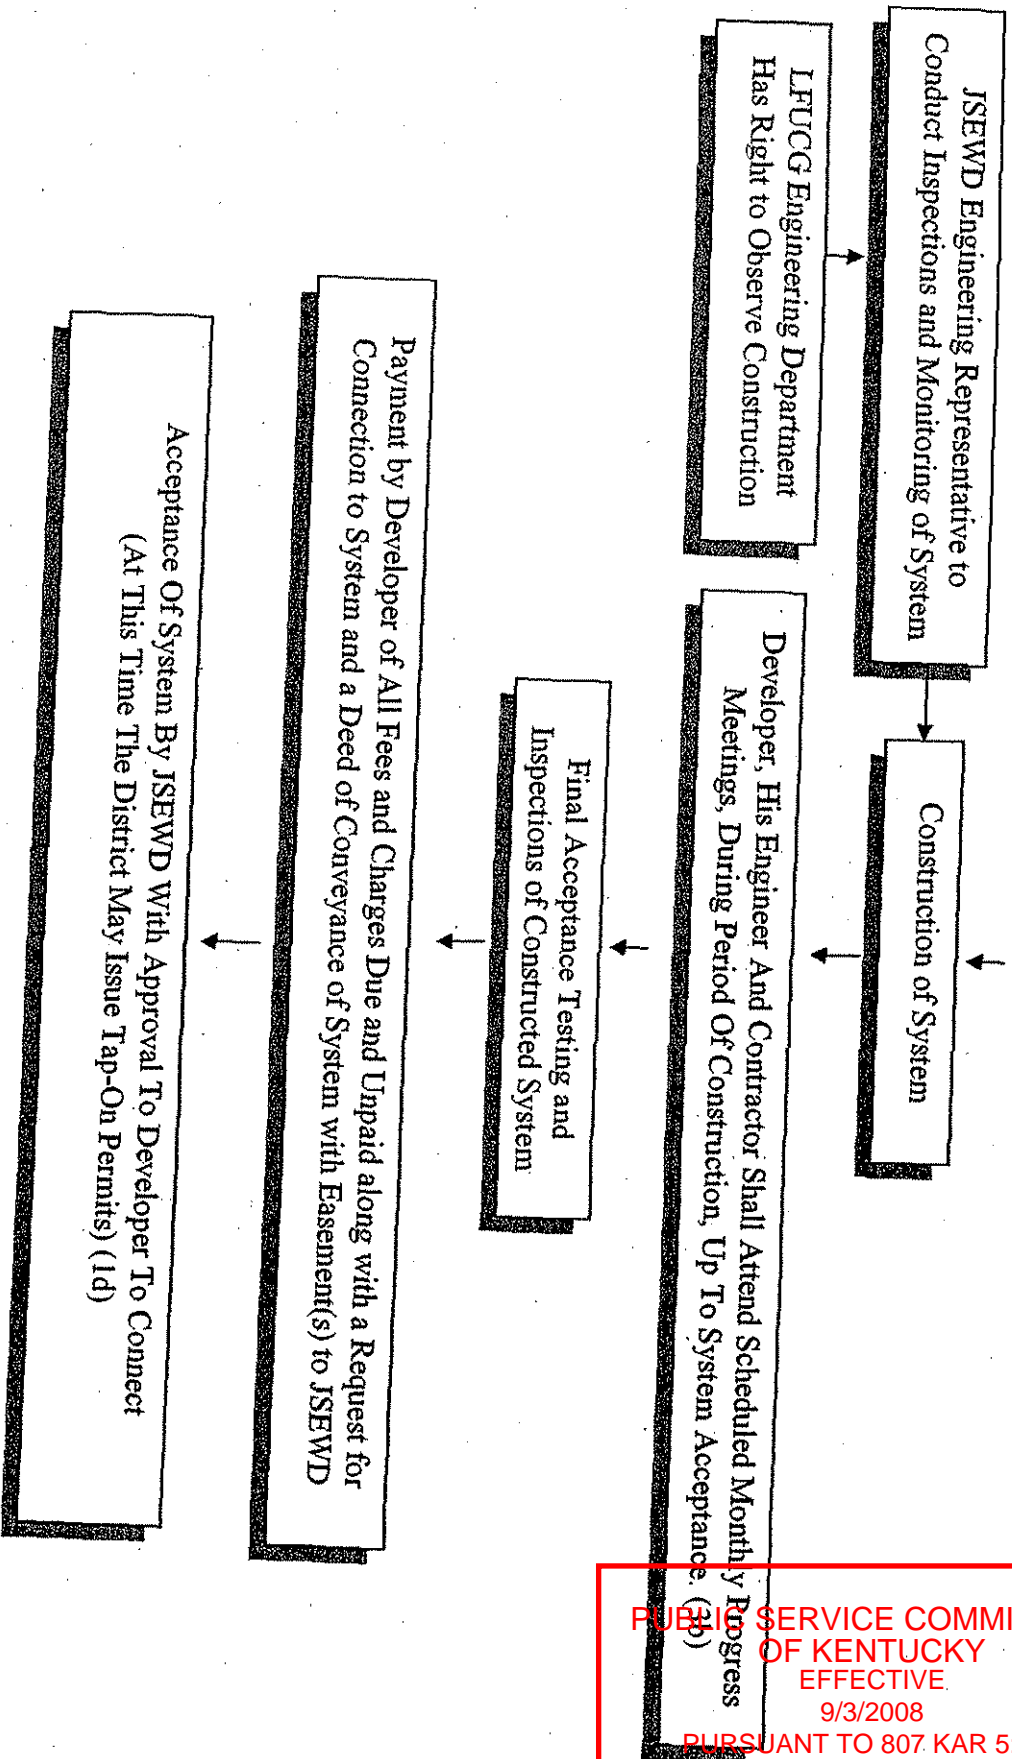 JSEWD Engineering Representative to
Conduct Inspections and Monitoring of System
Construction of System
LFUCG Engineering Department
Has Right to Observe Construction
Developer, His Engineer And Contractor Shall Attend Scheduled Monthly Progress
Meetings, During Period Of Construction, Up To System Acceptance. (3b)
Final Acceptance Testing and
Inspections of Constructed System
Payment by Developer of All Fees and Charges Due and Unpaid along with a Request for
Connection to System and a Deed of Conveyance of System with Easement(s) to JSEWD
Acceptance Of System By JSEWD With Approval To Developer To Connect
(At This Time The District May Issue Tap-On Permits) (1d)
PUBLIC SERVICE COMMI
OF KENTUCKY
EFFECTIVE
9/3/2008
PURSUANT TO 807 KAR 5